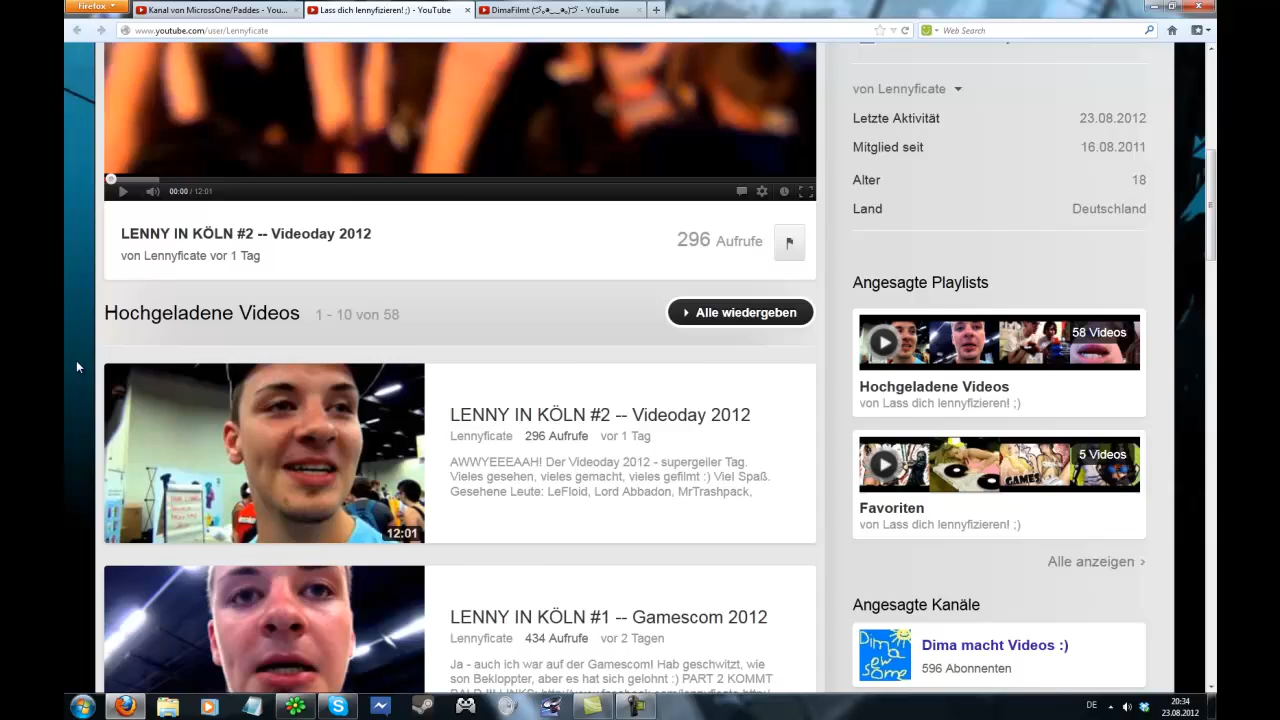 Firefox
Kanal von MicrossOne/Paddes - You...
Lass dich lennyfizieren! ;) - YouTube
www.youtube.com/user/Lennyficate
Web Search
00:00 / 12:01
LENNY IN KÖLN #2 -- Videoday 2012
von Lennyficate vor 1 Tag
296 Aufrufe
Hochgeladene Videos
1 - 10 von 58
Alle wiedergeben
LENNY IN KÖLN #2 -- Videoday 2012
Lennyficate 296 Aufrufe vor 1 Tag
AWWYEEEAAH! Der Videoday 2012 - supergeiler Tag.
Vieles gesehen, vieles gemacht, vieles gefilmt :) Viel Spaß.
Gesehene Leute: LeFloid, Lord Abbadon, MrTrashpack,
12:01
LENNY IN KÖLN #1 -- Gamescom 2012
Lennyficate 434 Aufrufe vor 2 Tagen
Ja - auch ich war auf der Gamescom! Hab geschwitzt, wie
son Bekloppter, aber es hat sich gelohnt :) PART 2 KOMMT
von Lennyficate
Letzte Aktivität 23.08.2012
Mitglied seit 16.08.2011
Alter 18
Land Deutschland
Angesagte Playlists
58 Videos
Hochgeladene Videos
von Lass dich lennyfizieren! ;)
5 Videos
Favoriten
von Lass dich lennyfizieren! ;)
Alle anzeigen ›
Angesagte Kanäle
Dima sewsome
Dima macht Videos :)
596 Abonnenten
DE
20:34
23.08.2012